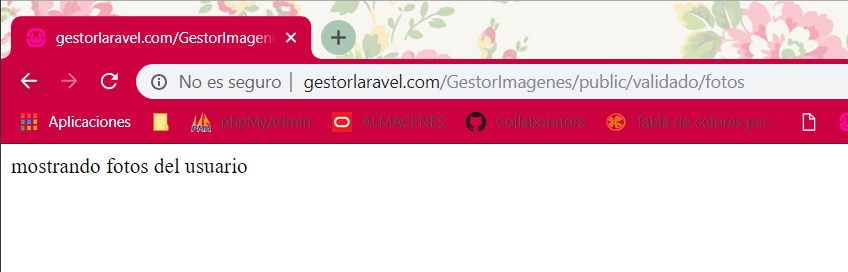 gestorlaravel.com/GestorImagene
No es seguro | gestorlaravel.com/GestorImagenes/public/validado/fotos
Aplicaciones phpMyAdmin ALMACENES Collaborators Tabla de colores par
mostrando fotos del usuario